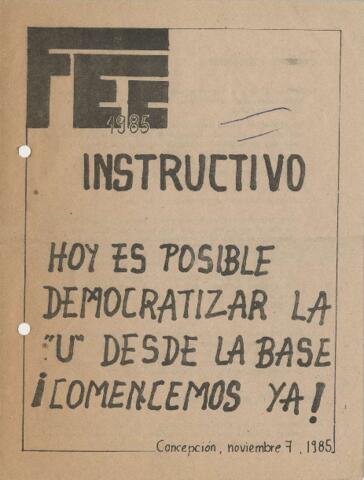 FEC
1985
INSTRUCTIVO
HOY ES POSIBLE
DEMOCRATIZAR LA
"U" DESDE LA BASE
¡COMENCEMOS YA!
Concepción, noviembre 7, 1985